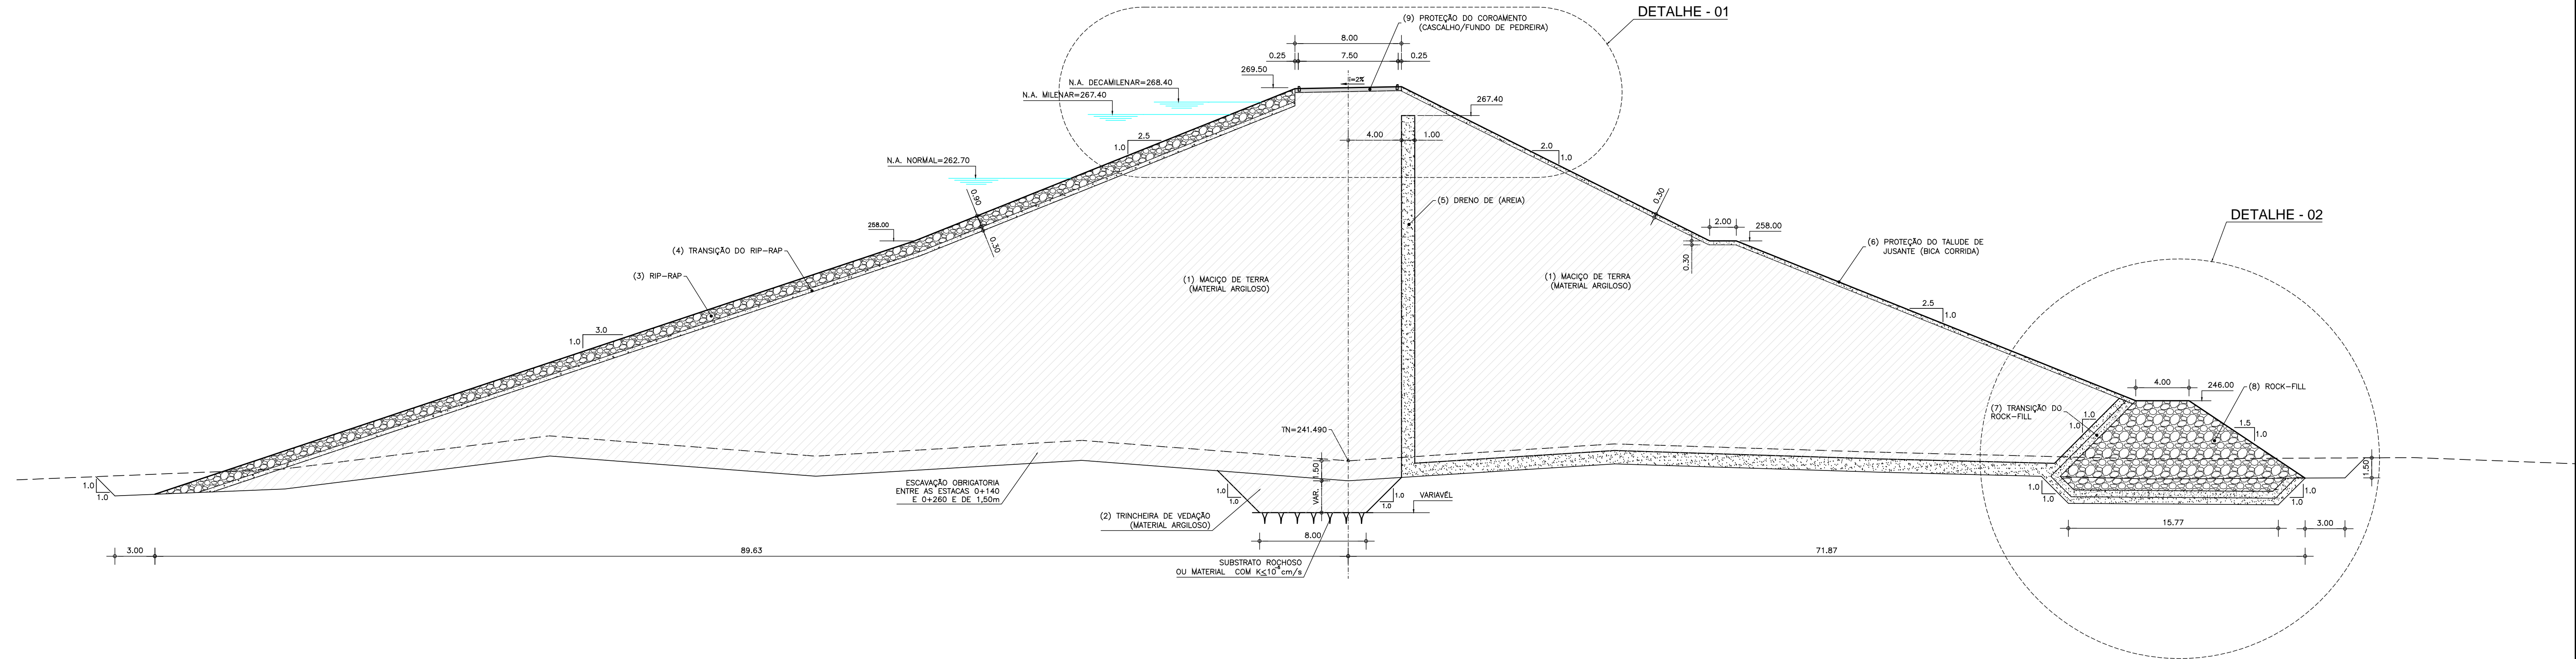 DETALHE - 01
(9) PROTEÇÃO DO COROAMENTO
(CASCALHO/FUNDO DE PEDREIRA)
8.00
0.25
7.50
0.25
269.50
i=2%
N.A. DECAMILENAR=268.40
N.A. MILENAR=267.40
267.40
2.5
1.0
4.00
1.00
2.0
1.0
N.A. NORMAL=262.70
0.90
0.30
(5) DRENO DE (AREIA)
0.30
2.00
258.00
258.00
0.30
DETALHE - 02
(4) TRANSIÇÃO DO RIP-RAP
(3) RIP-RAP
(6) PROTEÇÃO DO TALUDE DE
JUSANTE (BICA CORRIDA)
(1) MACIÇO DE TERRA
(MATERIAL ARGILOSO)
(1) MACIÇO DE TERRA
(MATERIAL ARGILOSO)
3.0
1.0
2.5
1.0
4.00
246.00
(8) ROCK-FILL
(7) TRANSIÇÃO DO
ROCK-FILL
1.0
1.0
1.5
1.0
TN=241.490
1.50
VAR.
1.50
1.0
1.0
ESCAVAÇÃO OBRIGATORIA
ENTRE AS ESTACAS 0+140
E 0+260 E DE 1,50m
1.0
1.0
1.0
1.0
VARIAVÉL
1.0
1.0
1.0
1.0
(2) TRINCHEIRA DE VEDAÇÃO
(MATERIAL ARGILOSO)
8.00
15.77
3.00
3.00
89.63
71.87
SUBSTRATO ROCHOSO
OU MATERIAL COM K≤10 cm/s